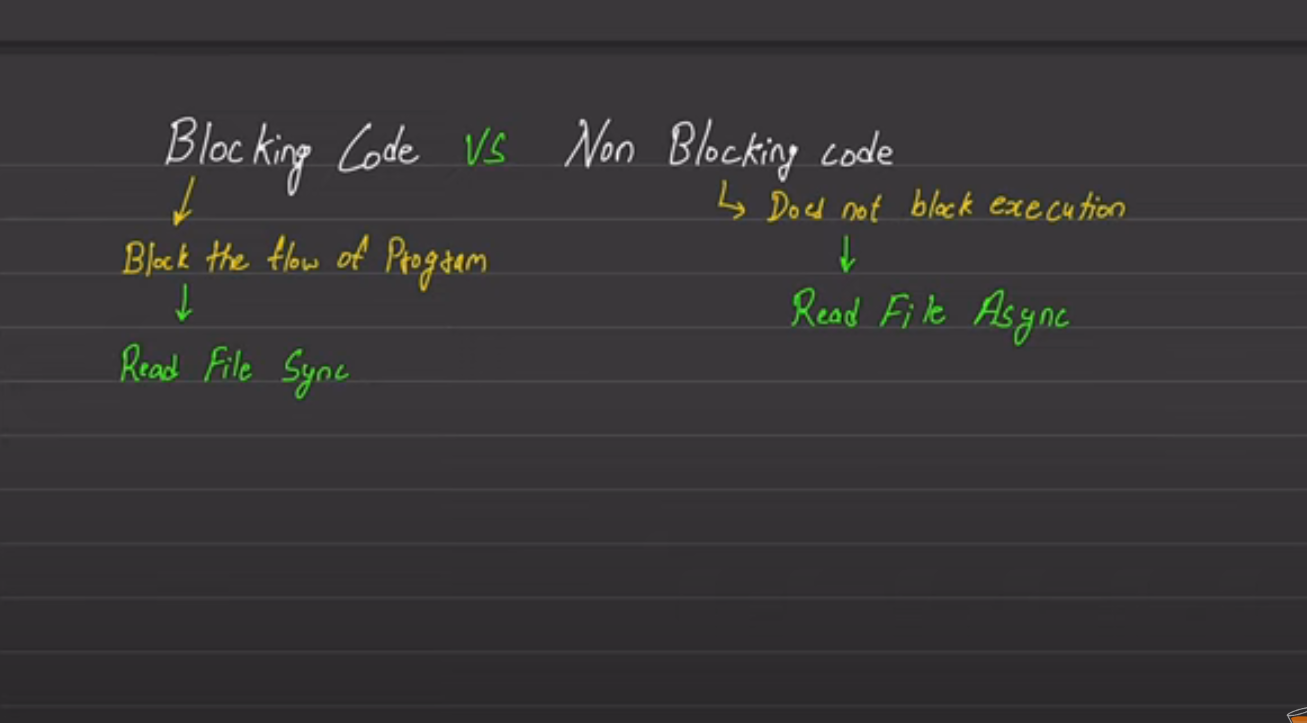 Blocking Code VS Non Blocking code
Does not block execution
Block the flow of Program
Read File Async
Read File Sync